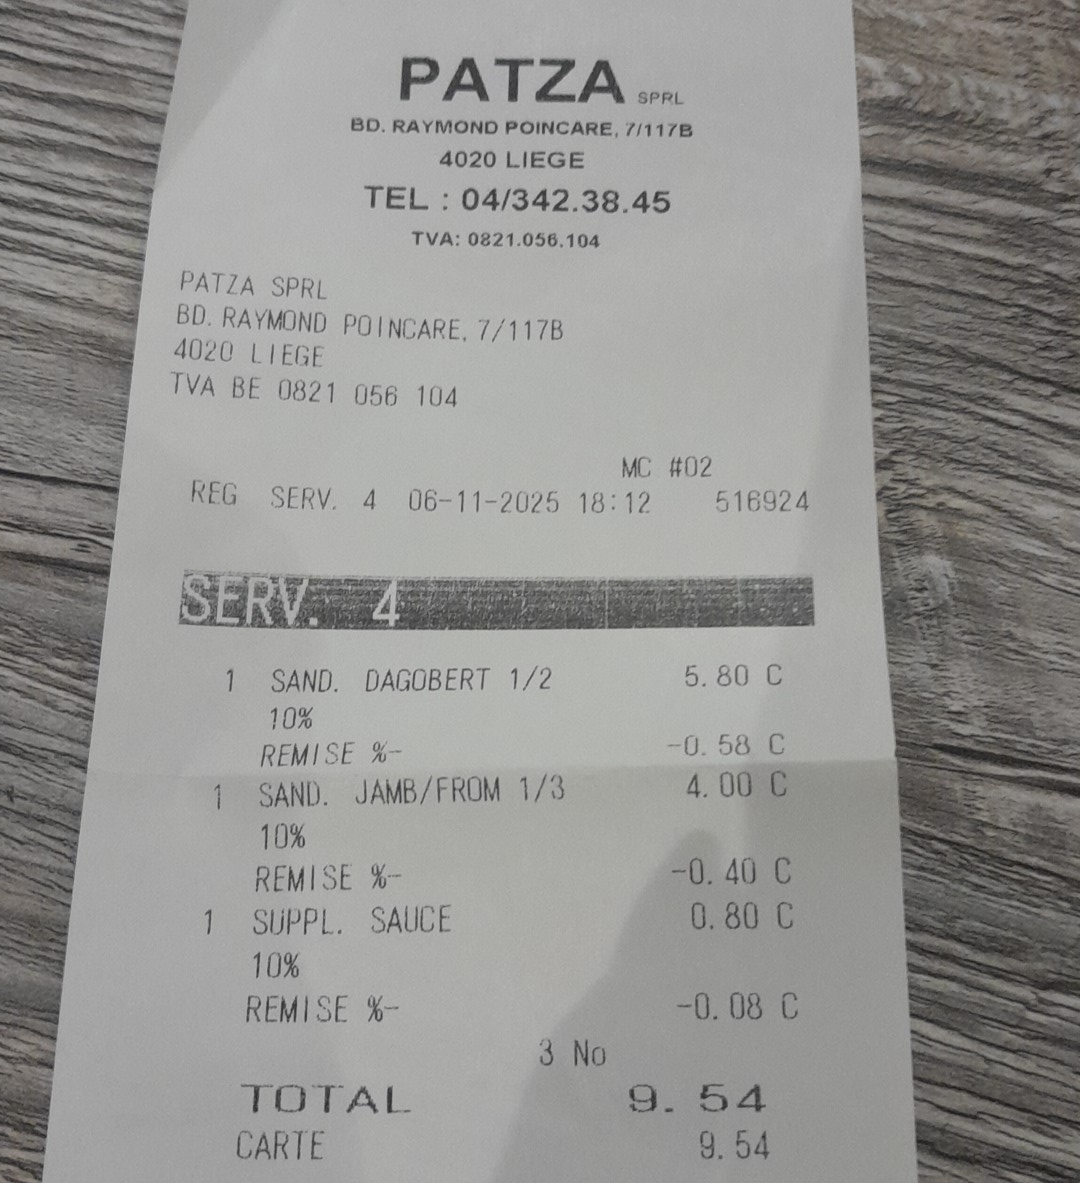 PATZA SPRL
BD. RAYMOND POINCARE, 7/117B
4020 LIEGE
TEL : 04/342.38.45
TVA: 0821.056.104
PATZA SPRL
BD. RAYMOND POINCARE, 7/117B
4020 LIEGE
TVA BE 0821 056 104
MC #02
REG SERV. 4 06-11-2025 18:12 516924
SERV. 4
1 SAND. DAGOBERT 1/2 5.80 C
10%
REMISE %- -0.58 C
1 SAND. JAMB/FROM 1/3 4.00 C
10%
REMISE %- -0.40 C
1 SUPPL. SAUCE 0.80 C
10%
REMISE %- -0.08 C
3 No
TOTAL 9.54
CARTE 9.54